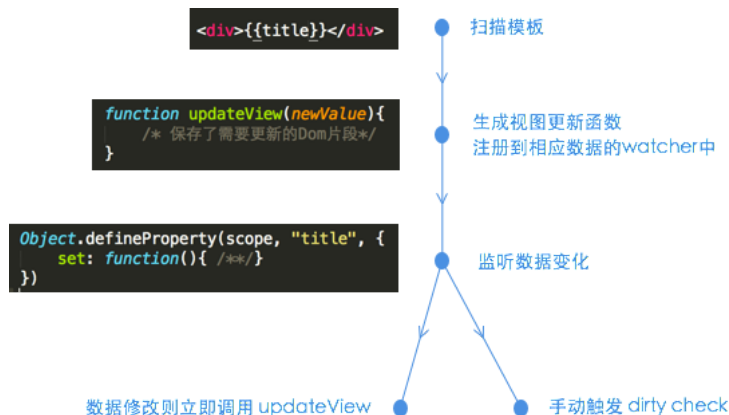 <div>{{title}}</div>
扫描模板
function updateView(newValue){
/* 保存了需要更新的Dom片段*/
}
生成视图更新函数
注册到相应数据的watcher中
Object.defineProperty(scope, "title", {
set: function(){ /**/}
})
监听数据变化
数据修改则立即调用 updateView
手动触发 dirty check